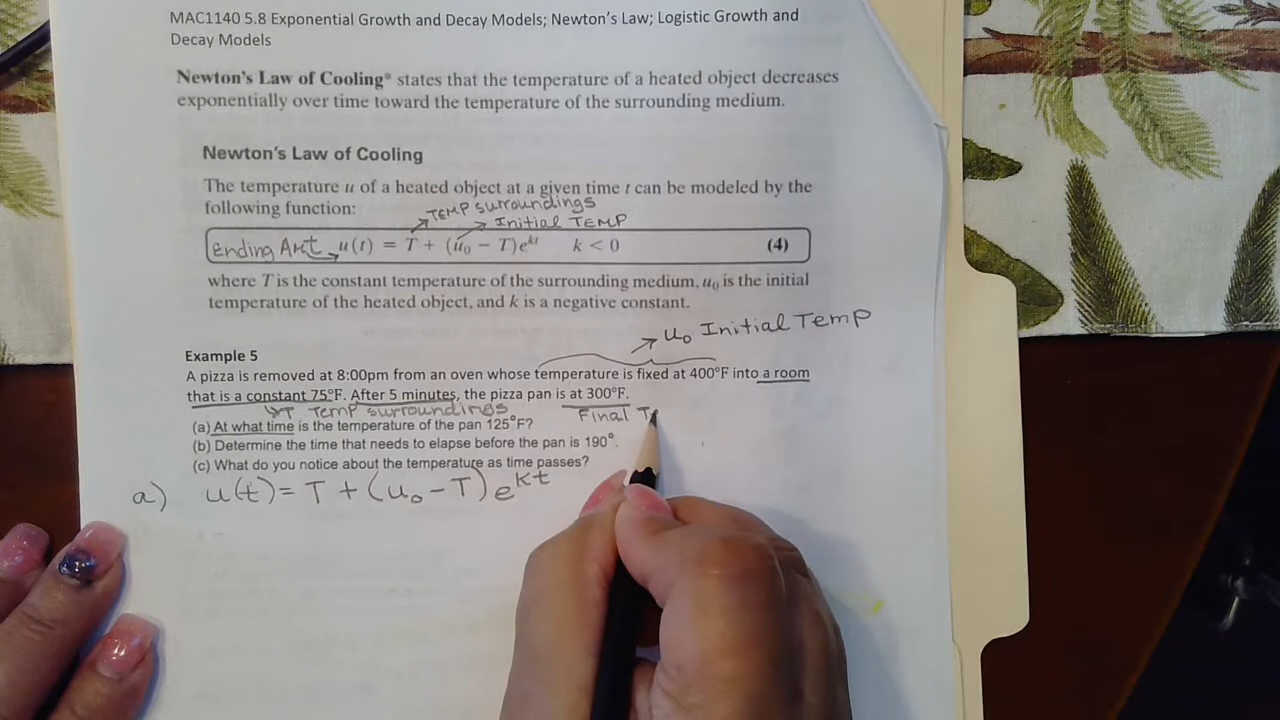 MAC1140 5.8 Exponential Growth and Decay Models; Newton's Law; Logistic Growth and
Decay Models
Newton's Law of Cooling* states that the temperature of a heated object decreases
exponentially over time toward the temperature of the surrounding medium.
Newton's Law of Cooling
The temperature u of a heated object at a given time t can be modeled by the
following function:
TEMP surroundings
Initial TEMP
Ending Amt u(t) = T + (u₀ − T)eᵏᵗ k < 0 (4)
where T is the constant temperature of the surrounding medium, u₀ is the initial
temperature of the heated object, and k is a negative constant.
u₀ Initial Temp
Example 5
A pizza is removed at 8:00pm from an oven whose temperature is fixed at 400°F into a room
that is a constant 75°F. After 5 minutes, the pizza pan is at 300°F.
T Temp surroundings
Final T
(a) At what time is the temperature of the pan 125°F?
(b) Determine the time that needs to elapse before the pan is 190°.
(c) What do you notice about the temperature as time passes?
a) u(t) = T + (u₀ − T) eᵏᵗ